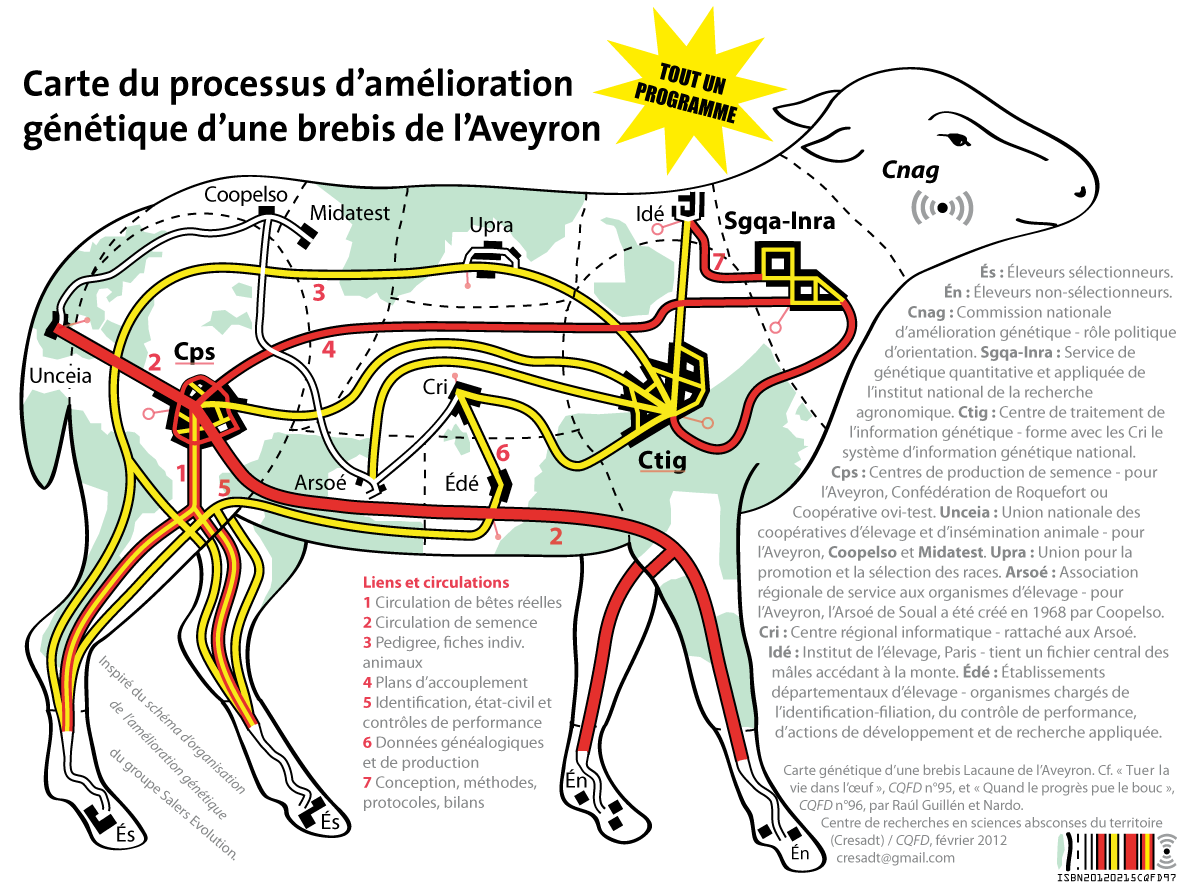 Carte du processus d'amélioration
génétique d'une brebis de l'Aveyron
TOUT UN
PROGRAMME
Cnag
Coopelso
Midatest
Upra
Idé
Sgqa-Inra
7
3
4
2
Cps
Unceia
Cri
1
5
Arsoé
Édé
6
Ctig
2
És : Éleveurs sélectionneurs.
Én : Éleveurs non-sélectionneurs.
Cnag : Commission nationale
d'amélioration génétique - rôle politique
d'orientation. Sgqa-Inra : Service de
génétique quantitative et appliquée de
l'institut national de la recherche
agronomique. Ctig : Centre de traitement de
l'information génétique - forme avec les Cri le
système d'information génétique national.
Cps : Centres de production de semence - pour
l'Aveyron, Confédération de Roquefort ou
Coopérative ovi-test. Unceia : Union nationale des
coopératives d'élevage et d'insémination animale - pour
l'Aveyron, Coopelso et Midatest. Upra : Union pour la
promotion et la sélection des races. Arsoé : Association
régionale de service aux organismes d'élevage - pour
l'Aveyron, l'Arsoé de Soual a été créé en 1968 par Coopelso.
Cri : Centre régional informatique - rattaché aux Arsoé.
Idé : Institut de l'élevage, Paris - tient un fichier central des
mâles accédant à la monte. Édé : Établissements
départementaux d'élevage - organismes chargés de
l'identification-filiation, du contrôle de performance,
d'actions de développement et de recherche appliquée.
Liens et circulations
1 Circulation de bêtes réelles
2 Circulation de semence
3 Pedigree, fiches indiv.
animaux
4 Plans d'accouplement
5 Identification, état-civil et
contrôles de performance
6 Données généalogiques
et de production
7 Conception, méthodes,
protocoles, bilans
Inspiré du schéma d'organisation
de l'amélioration génétique
du groupe Salers Evolution.
És
És
Én
Én
Carte génétique d'une brebis Lacaune de l'Aveyron. Cf. « Tuer la
vie dans l'œuf », CQFD n°95, et « Quand le progrès pue le bouc »,
CQFD n°96, par Raúl Guillén et Nardo.
Centre de recherches en sciences absconses du territoire
(Cresadt) / CQFD, février 2012
cresadt@gmail.com
ISBN20120215CQFD97